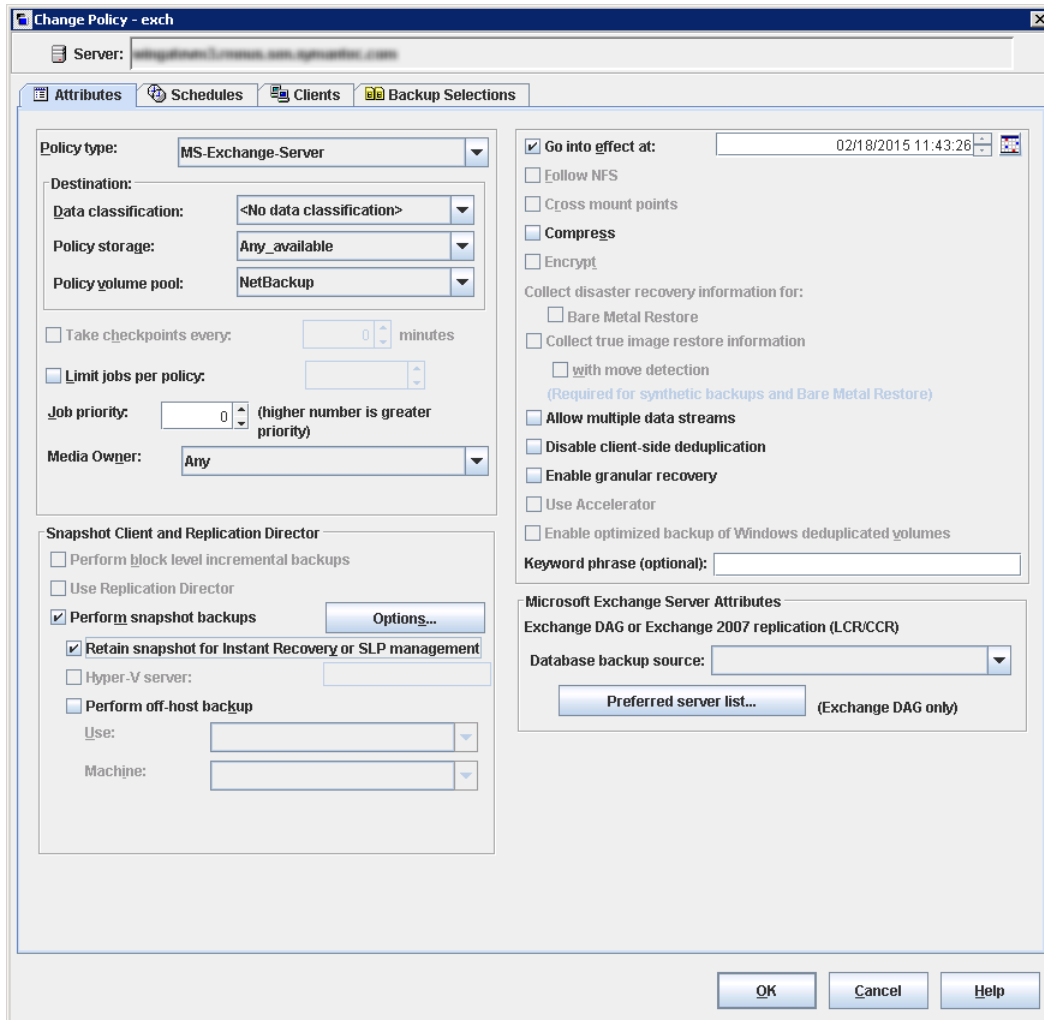 Change Policy - exch
Server:
Attributes
Schedules
Clients
Backup Selections
Policy type:
MS-Exchange-Server
Destination:
Data classification:
<No data classification>
Policy storage:
Any_available
Policy volume pool:
NetBackup
Take checkpoints every:
0
minutes
Limit jobs per policy:
Job priority:
0
(higher number is greater
priority)
Media Owner:
Any
Snapshot Client and Replication Director
Perform block level incremental backups
Use Replication Director
Perform snapshot backups
Options...
Retain snapshot for Instant Recovery or SLP management
Hyper-V server:
Perform off-host backup
Use:
Machine:
Go into effect at:
02/18/2015 11:43:26
Follow NFS
Cross mount points
Compress
Encrypt
Collect disaster recovery information for:
Bare Metal Restore
Collect true image restore information
with move detection
(Required for synthetic backups and Bare Metal Restore)
Allow multiple data streams
Disable client-side deduplication
Enable granular recovery
Use Accelerator
Enable optimized backup of Windows deduplicated volumes
Keyword phrase (optional):
Microsoft Exchange Server Attributes
Exchange DAG or Exchange 2007 replication (LCR/CCR)
Database backup source:
Preferred server list...
(Exchange DAG only)
OK
Cancel
Help